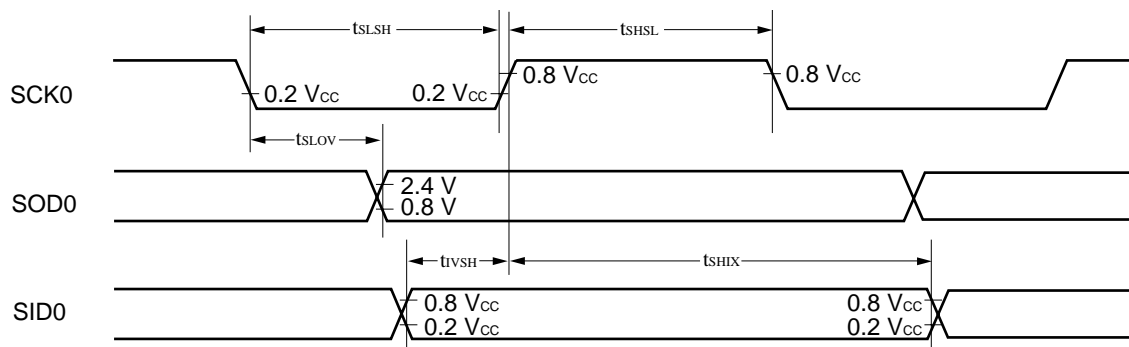 tSLSH
tSHSL
SCK0
0.2 VCC
0.2 VCC
0.8 VCC
0.8 VCC
tSLOV
SOD0
2.4 V
0.8 V
tIVSH
tSHIX
SID0
0.8 VCC
0.2 VCC
0.8 VCC
0.2 VCC